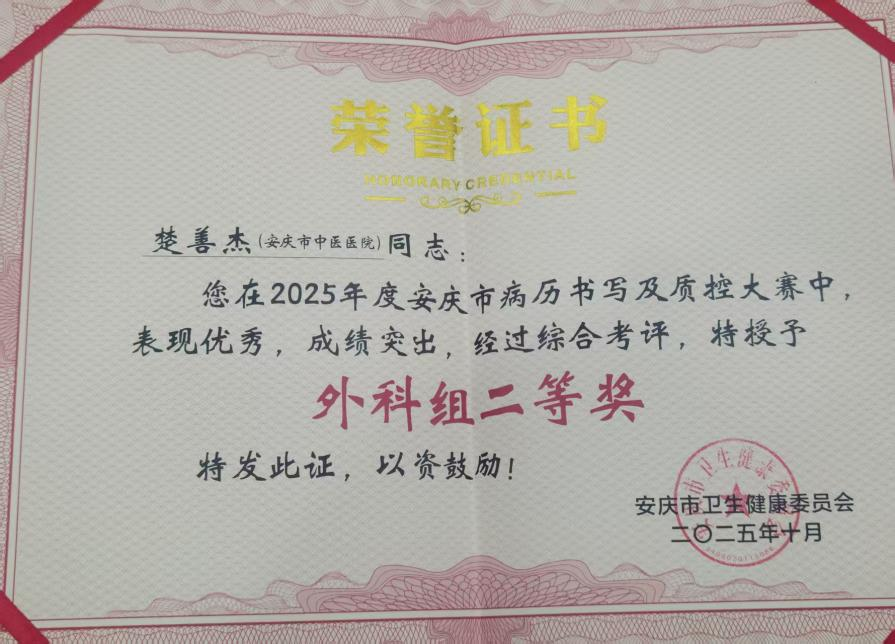 荣誉证书
HONORARY CREDENTIAL
楚善杰(安庆市中医医院)同志:
您在2025年度安庆市病历书写及质控大赛中,
表现优秀,成绩突出,经过综合考评,特授予
外科组二等奖
特发此证,以资鼓励!
安庆市卫生健康委员会
二〇二五年十月